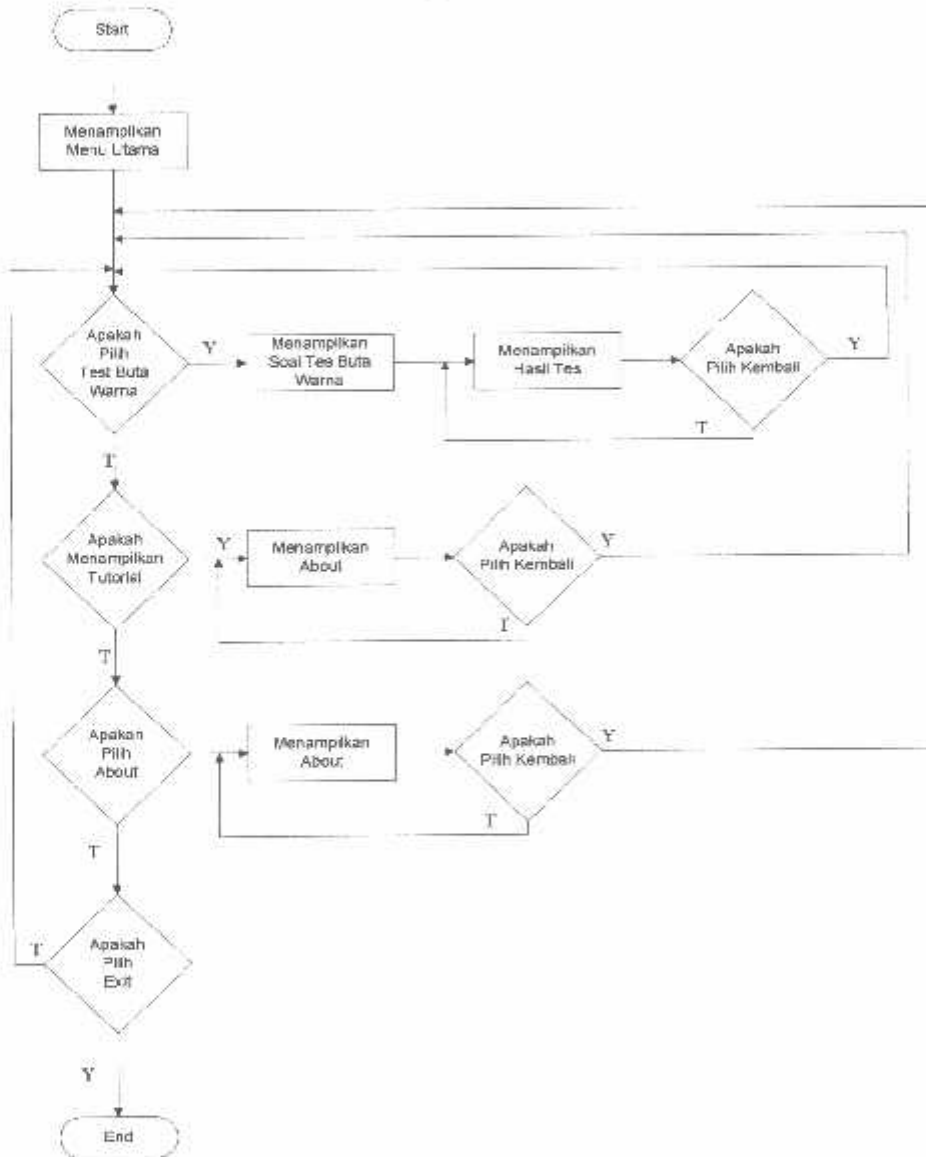 Start
Menampilkan
Menu Utama
Apakah
Pilih
Test Buta
Warna
Y
Menampilkan
Soal Tes Buta
Warna
Menampilkan
Hasil Tes
Apakah
Pilih Kembali
Y
T
T
Apakah
Menampilkan
Tutorial
Y
Menampilkan
About
Apakah
Pilih Kembali
Y
T
T
Apakah
Pilih
About
Menampilkan
About
Apakah
Pilih Kembali
Y
T
T
Apakah
Pilih
Exit
T
Y
End